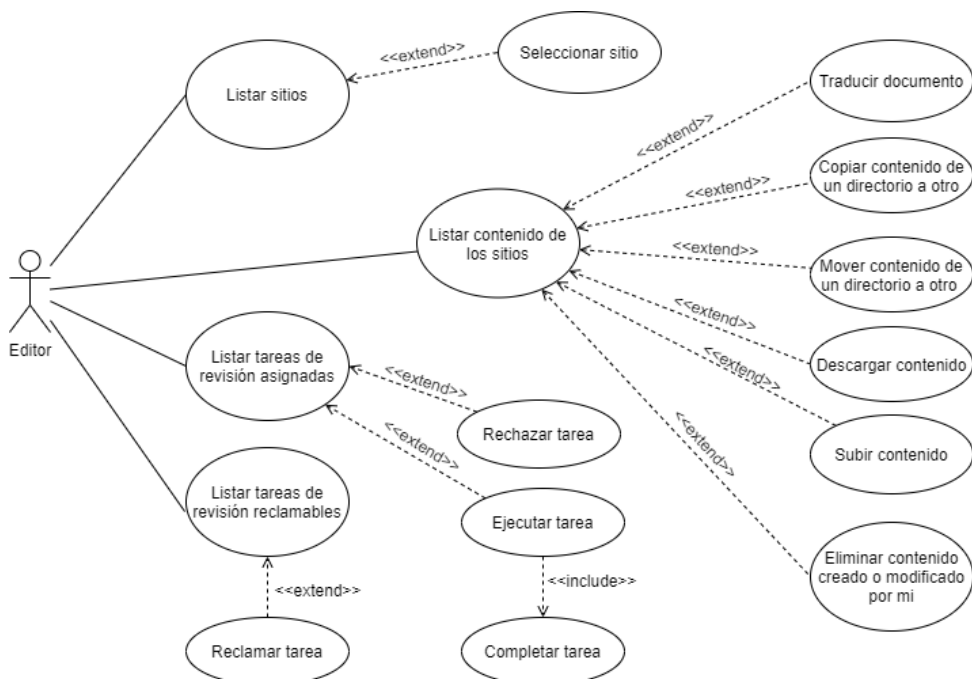 <<extend>>
Seleccionar sitio
Listar sitios
Traducir documento
<<extend>>
Copiar contenido de
un directorio a otro
<<extend>>
Listar contenido de
los sitios
<<extend>>
Mover contenido de
un directorio a otro
<<extend>>
Descargar contenido
<<extend>>
Subir contenido
<<extend>>
Eliminar contenido
creado o modificado
por mi
Editor
Listar tareas de
revisión asignadas
<<extend>>
Rechazar tarea
<<extend>>
Ejecutar tarea
Listar tareas de
revisión reclamables
<<extend>>
Reclamar tarea
<<include>>
Completar tarea